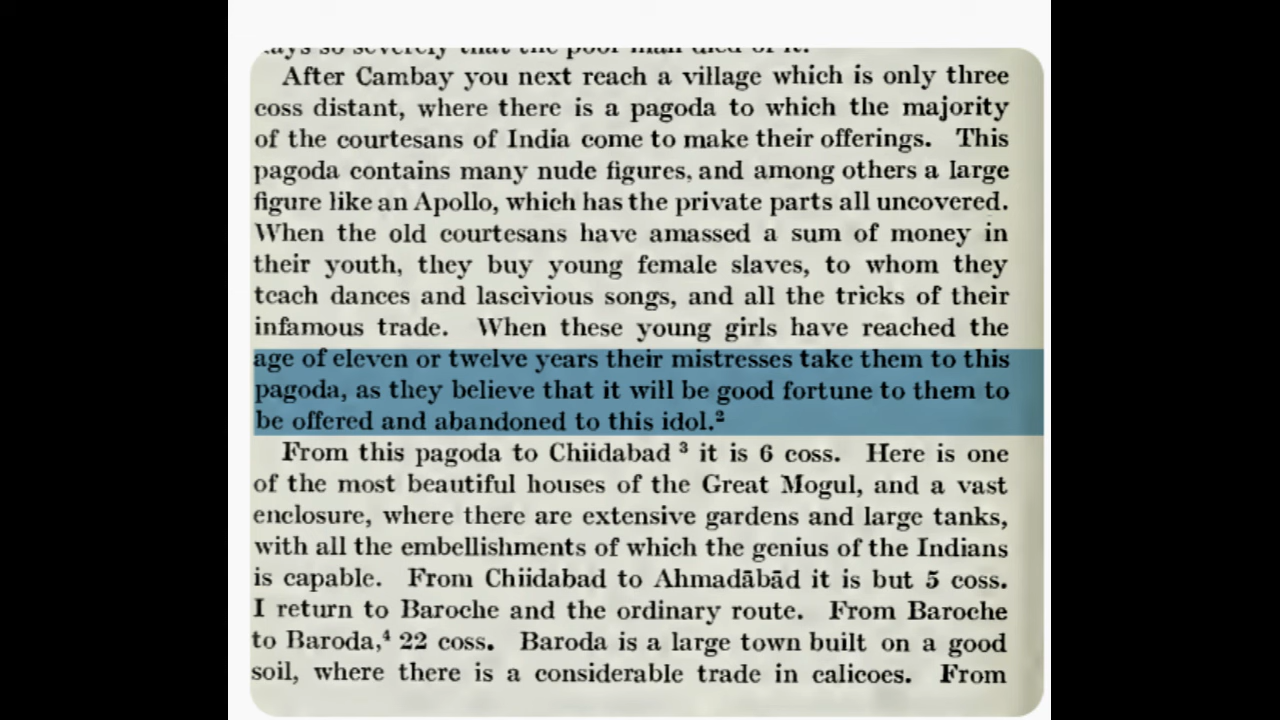 ...ays so severely that the poor man died of it.
After Cambay you next reach a village which is only three
coss distant, where there is a pagoda to which the majority
of the courtesans of India come to make their offerings. This
pagoda contains many nude figures, and among others a large
figure like an Apollo, which has the private parts all uncovered.
When the old courtesans have amassed a sum of money in
their youth, they buy young female slaves, to whom they
teach dances and lascivious songs, and all the tricks of their
infamous trade. When these young girls have reached the
age of eleven or twelve years their mistresses take them to this
pagoda, as they believe that it will be good fortune to them to
be offered and abandoned to this idol.²
From this pagoda to Chiidabad ³ it is 6 coss. Here is one
of the most beautiful houses of the Great Mogul, and a vast
enclosure, where there are extensive gardens and large tanks,
with all the embellishments of which the genius of the Indians
is capable. From Chiidabad to Ahmadābād it is but 5 coss.
I return to Baroche and the ordinary route. From Baroche
to Baroda,⁴ 22 coss. Baroda is a large town built on a good
soil, where there is a considerable trade in calicoes. From